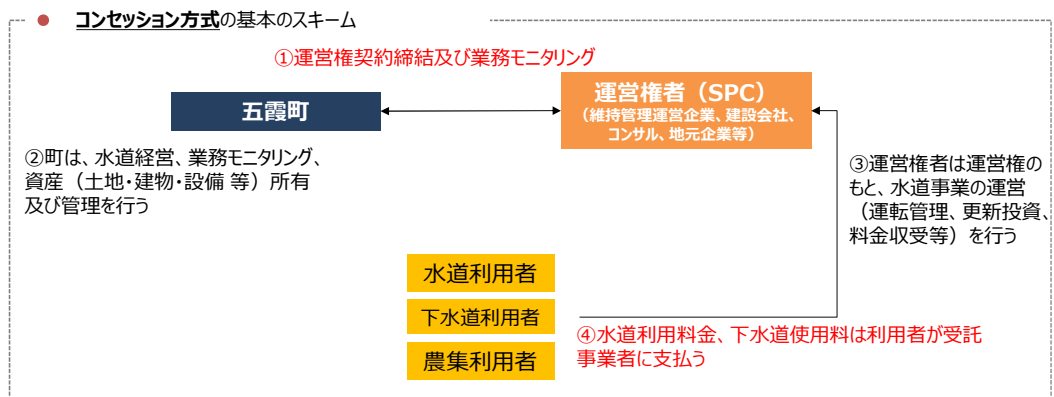 ● コンセッション方式の基本のスキーム
①運営権契約締結及び業務モニタリング
五霞町
運営権者（SPC）
（維持管理運営企業、建設会社、
コンサル、地元企業等）
②町は、水道経営、業務モニタリング、
資産（土地・建物・設備 等）所有
及び管理を行う
③運営権者は運営権の
もと、水道事業の運営
（運転管理、更新投資、
料金収受等）を行う
水道利用者
下水道利用者
農集利用者
④水道利用料金、下水道使用料は利用者が受託
事業者に支払う